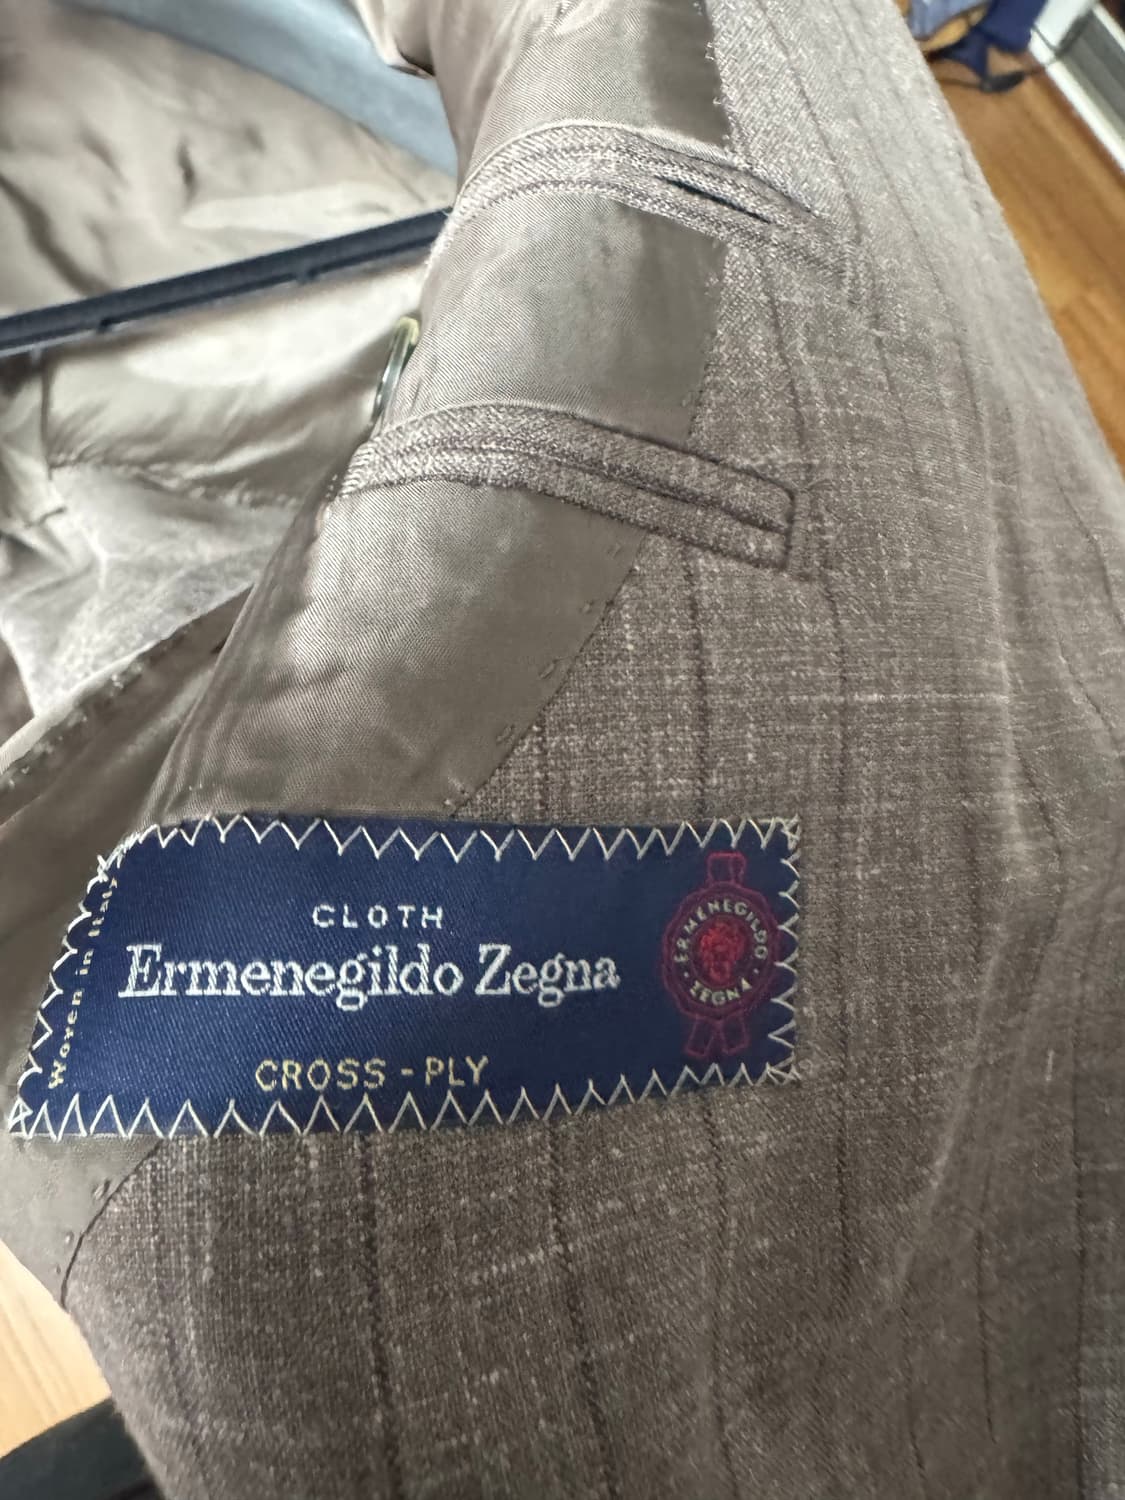 CLOTH
Ermenegildo Zegna
CROSS - PLY
Woven in Italy
ERMENEGILDO
ZEGNA